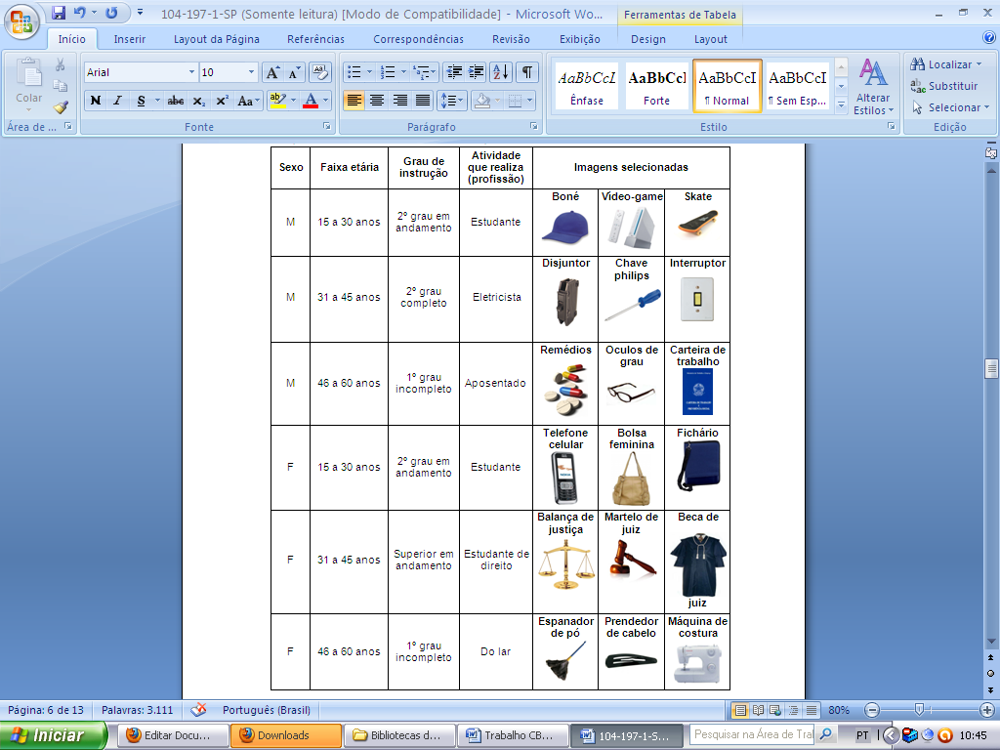 104-197-1-SP (Somente leitura) [Modo de Compatibilidade] - Microsoft Wo...
Ferramentas de Tabela
Início Inserir Layout da Página Referências Correspondências Revisão Exibição Design Layout
Colar
Arial 10
N I S abc x₂ x² Aa ab A
AaBbCcI AaBbCcl AaBbCcI AaBbCcI
Ênfase Forte ¶ Normal ¶ Sem Esp...
Alterar Estilos
Localizar
Substituir
Selecionar
Área de ... Fonte Parágrafo Estilo Edição
Sexo Faixa etária Grau de instrução Atividade que realiza (profissão) Imagens selecionadas
M 15 a 30 anos 2º grau em andamento Estudante Boné Video-game Skate
M 31 a 45 anos 2º grau completo Eletricista Disjuntor Chave philips Interruptor
M 46 a 60 anos 1º grau incompleto Aposentado Remédios Oculos de grau Carteira de trabalho
F 15 a 30 anos 2º grau em andamento Estudante Telefone celular Bolsa feminina Fichário
F 31 a 45 anos Superior em andamento Estudante de direito Balança de justiça Martelo de juiz Beca de juiz
F 46 a 60 anos 1º grau incompleto Do lar Espanador de pó Prendedor de cabelo Máquina de costura
Página: 6 de 13 Palavras: 3.111 Português (Brasil) 80%
Iniciar Editar Docu... Downloads Bibliotecas d... Trabalho CB... 104-197-1-S... Pesquisar na Área de Tra PT 10:45